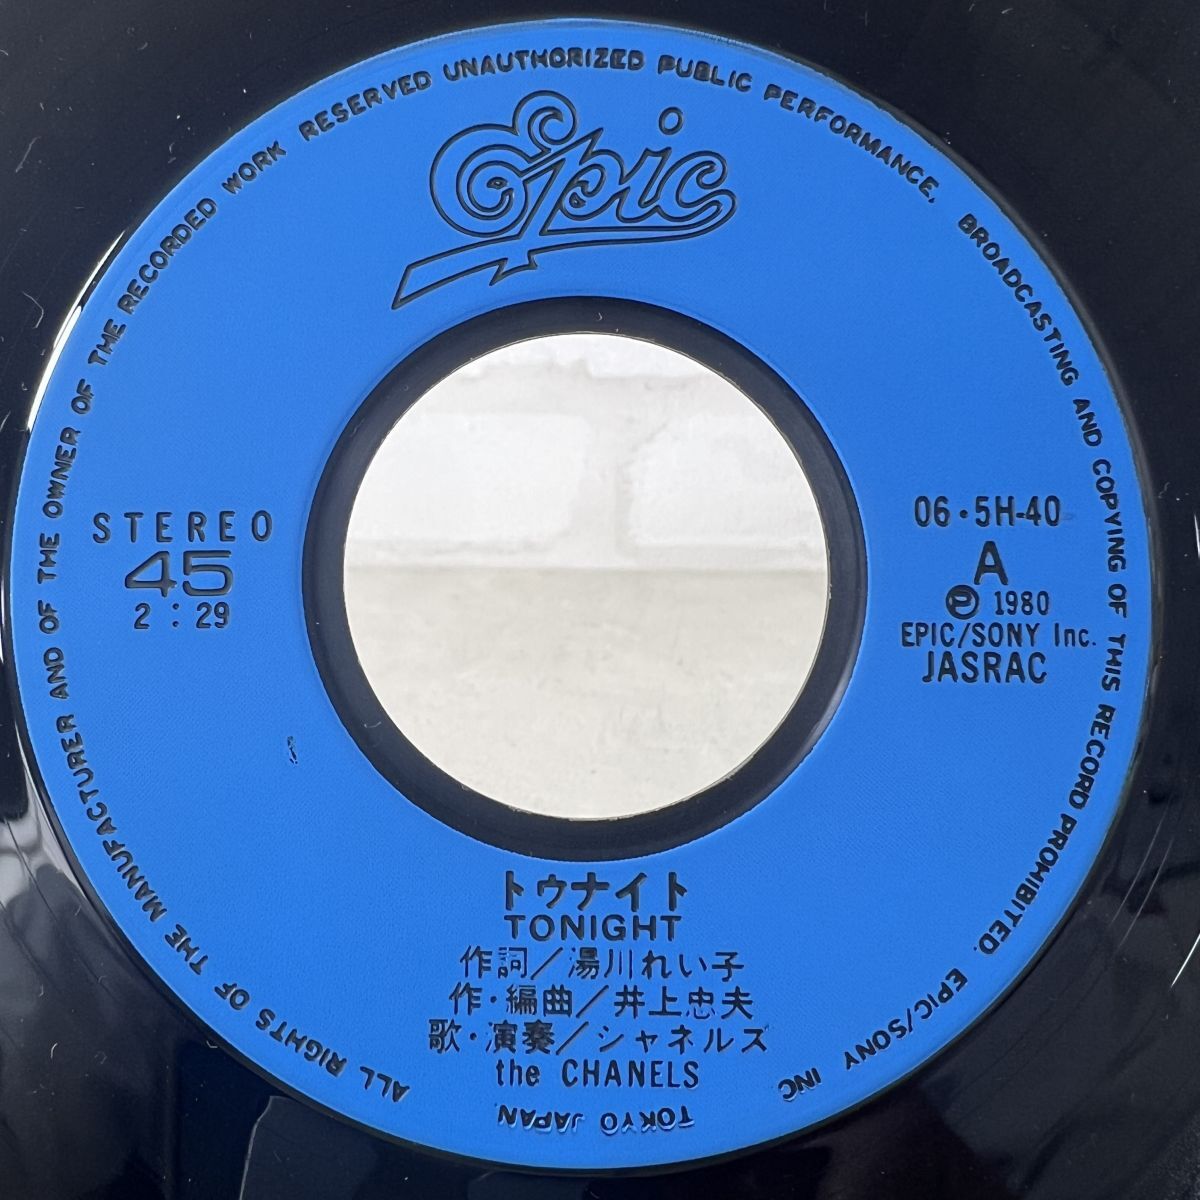 ALL RIGHTS OF THE MANUFACTURER AND OF THE OWNER OF THE RECORDED WORK RESERVED UNAUTHORIZED PUBLIC PERFORMANCE, BROADCASTING AND COPYING OF THIS RECORD PROHIBITED. EPIC/SONY INC
TOKYO JAPAN
Epic
STEREO
45
2:29
06・5H-40
A
Ⓟ 1980
EPIC/SONY Inc.
JASRAC
トゥナイト
TONIGHT
作詞／湯川れい子
作・編曲／井上忠夫
歌・演奏／シャネルズ
the CHANELS